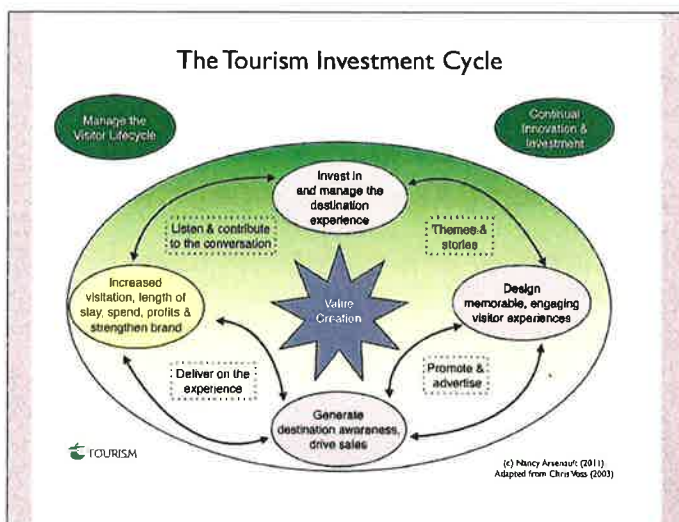 The Tourism Investment Cycle
Manage the
Visitor Lifecycle
Continual
Innovation &
Investment
Invest in
and manage the
destination
experience
Listen & contribute
to the conversation
Themes &
stories
Increased
visitation, length of
stay, spend, profits &
strengthen brand
Value
Creation
Design
memorable, engaging
visitor experiences
Deliver on the
experience
Promote &
advertise
Generate
destination awareness,
drive sales
TOURISM
(c) Nancy Arsenault (2011)
Adapted from Chris Voss (2003)